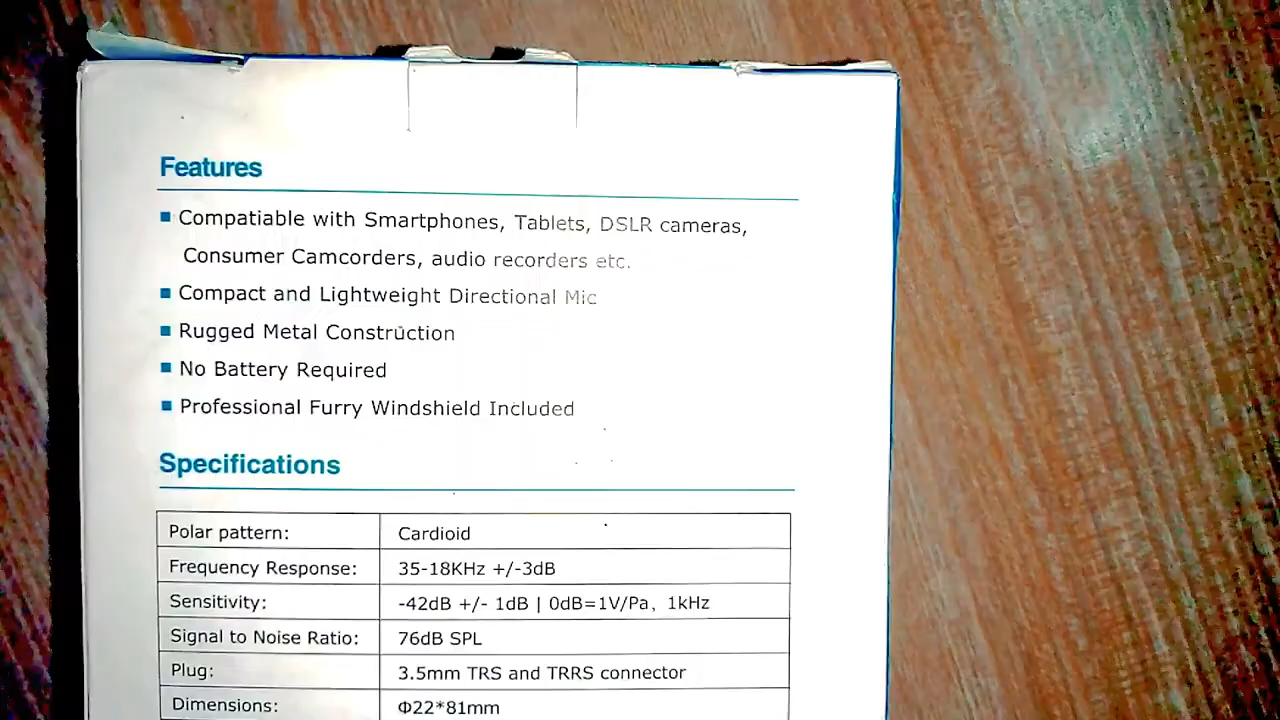 Features
■ Compatiable with Smartphones, Tablets, DSLR cameras,
Consumer Camcorders, audio recorders etc.
■ Compact and Lightweight Directional Mic
■ Rugged Metal Construction
■ No Battery Required
■ Professional Furry Windshield Included
Specifications
Polar pattern: Cardioid
Frequency Response: 35-18KHz +/-3dB
Sensitivity: -42dB +/- 1dB | 0dB=1V/Pa, 1kHz
Signal to Noise Ratio: 76dB SPL
Plug: 3.5mm TRS and TRRS connector
Dimensions: Φ22*81mm